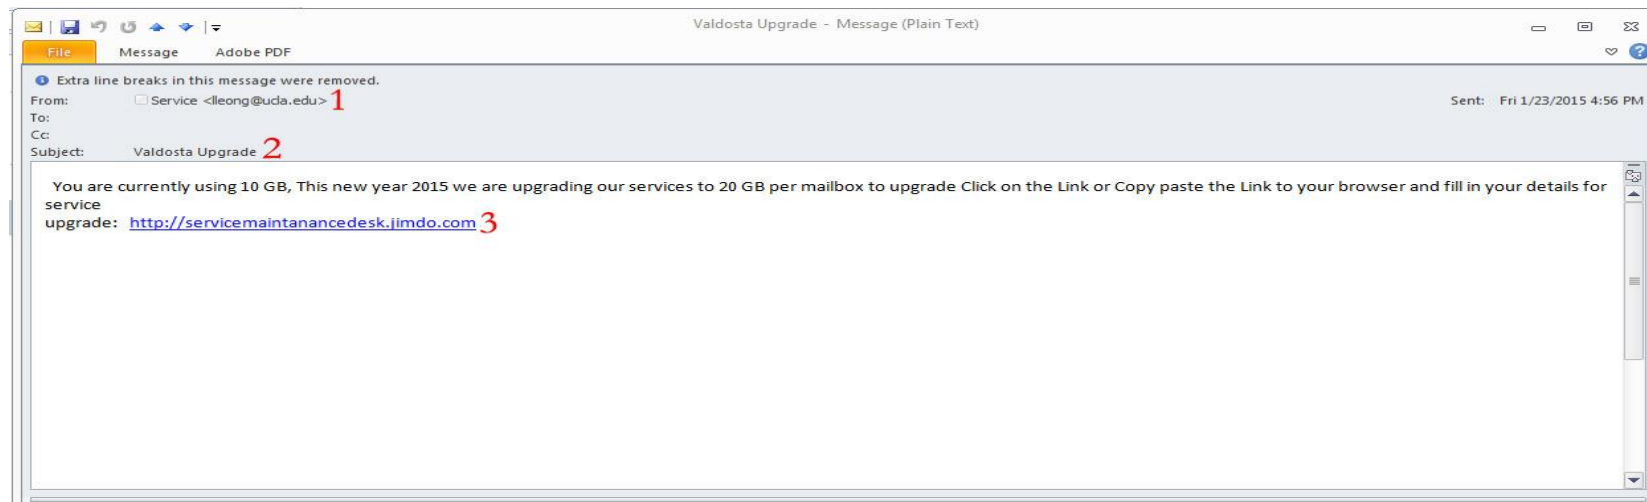 Valdosta Upgrade - Message (Plain Text)
File Message Adobe PDF
Extra line breaks in this message were removed.
From: Service <lleong@ucla.edu> 1 Sent: Fri 1/23/2015 4:56 PM
To:
Cc:
Subject: Valdosta Upgrade 2
You are currently using 10 GB, This new year 2015 we are upgrading our services to 20 GB per mailbox to upgrade Click on the Link or Copy paste the Link to your browser and fill in your details for
service
upgrade: http://servicemaintanancedesk.jimdo.com 3